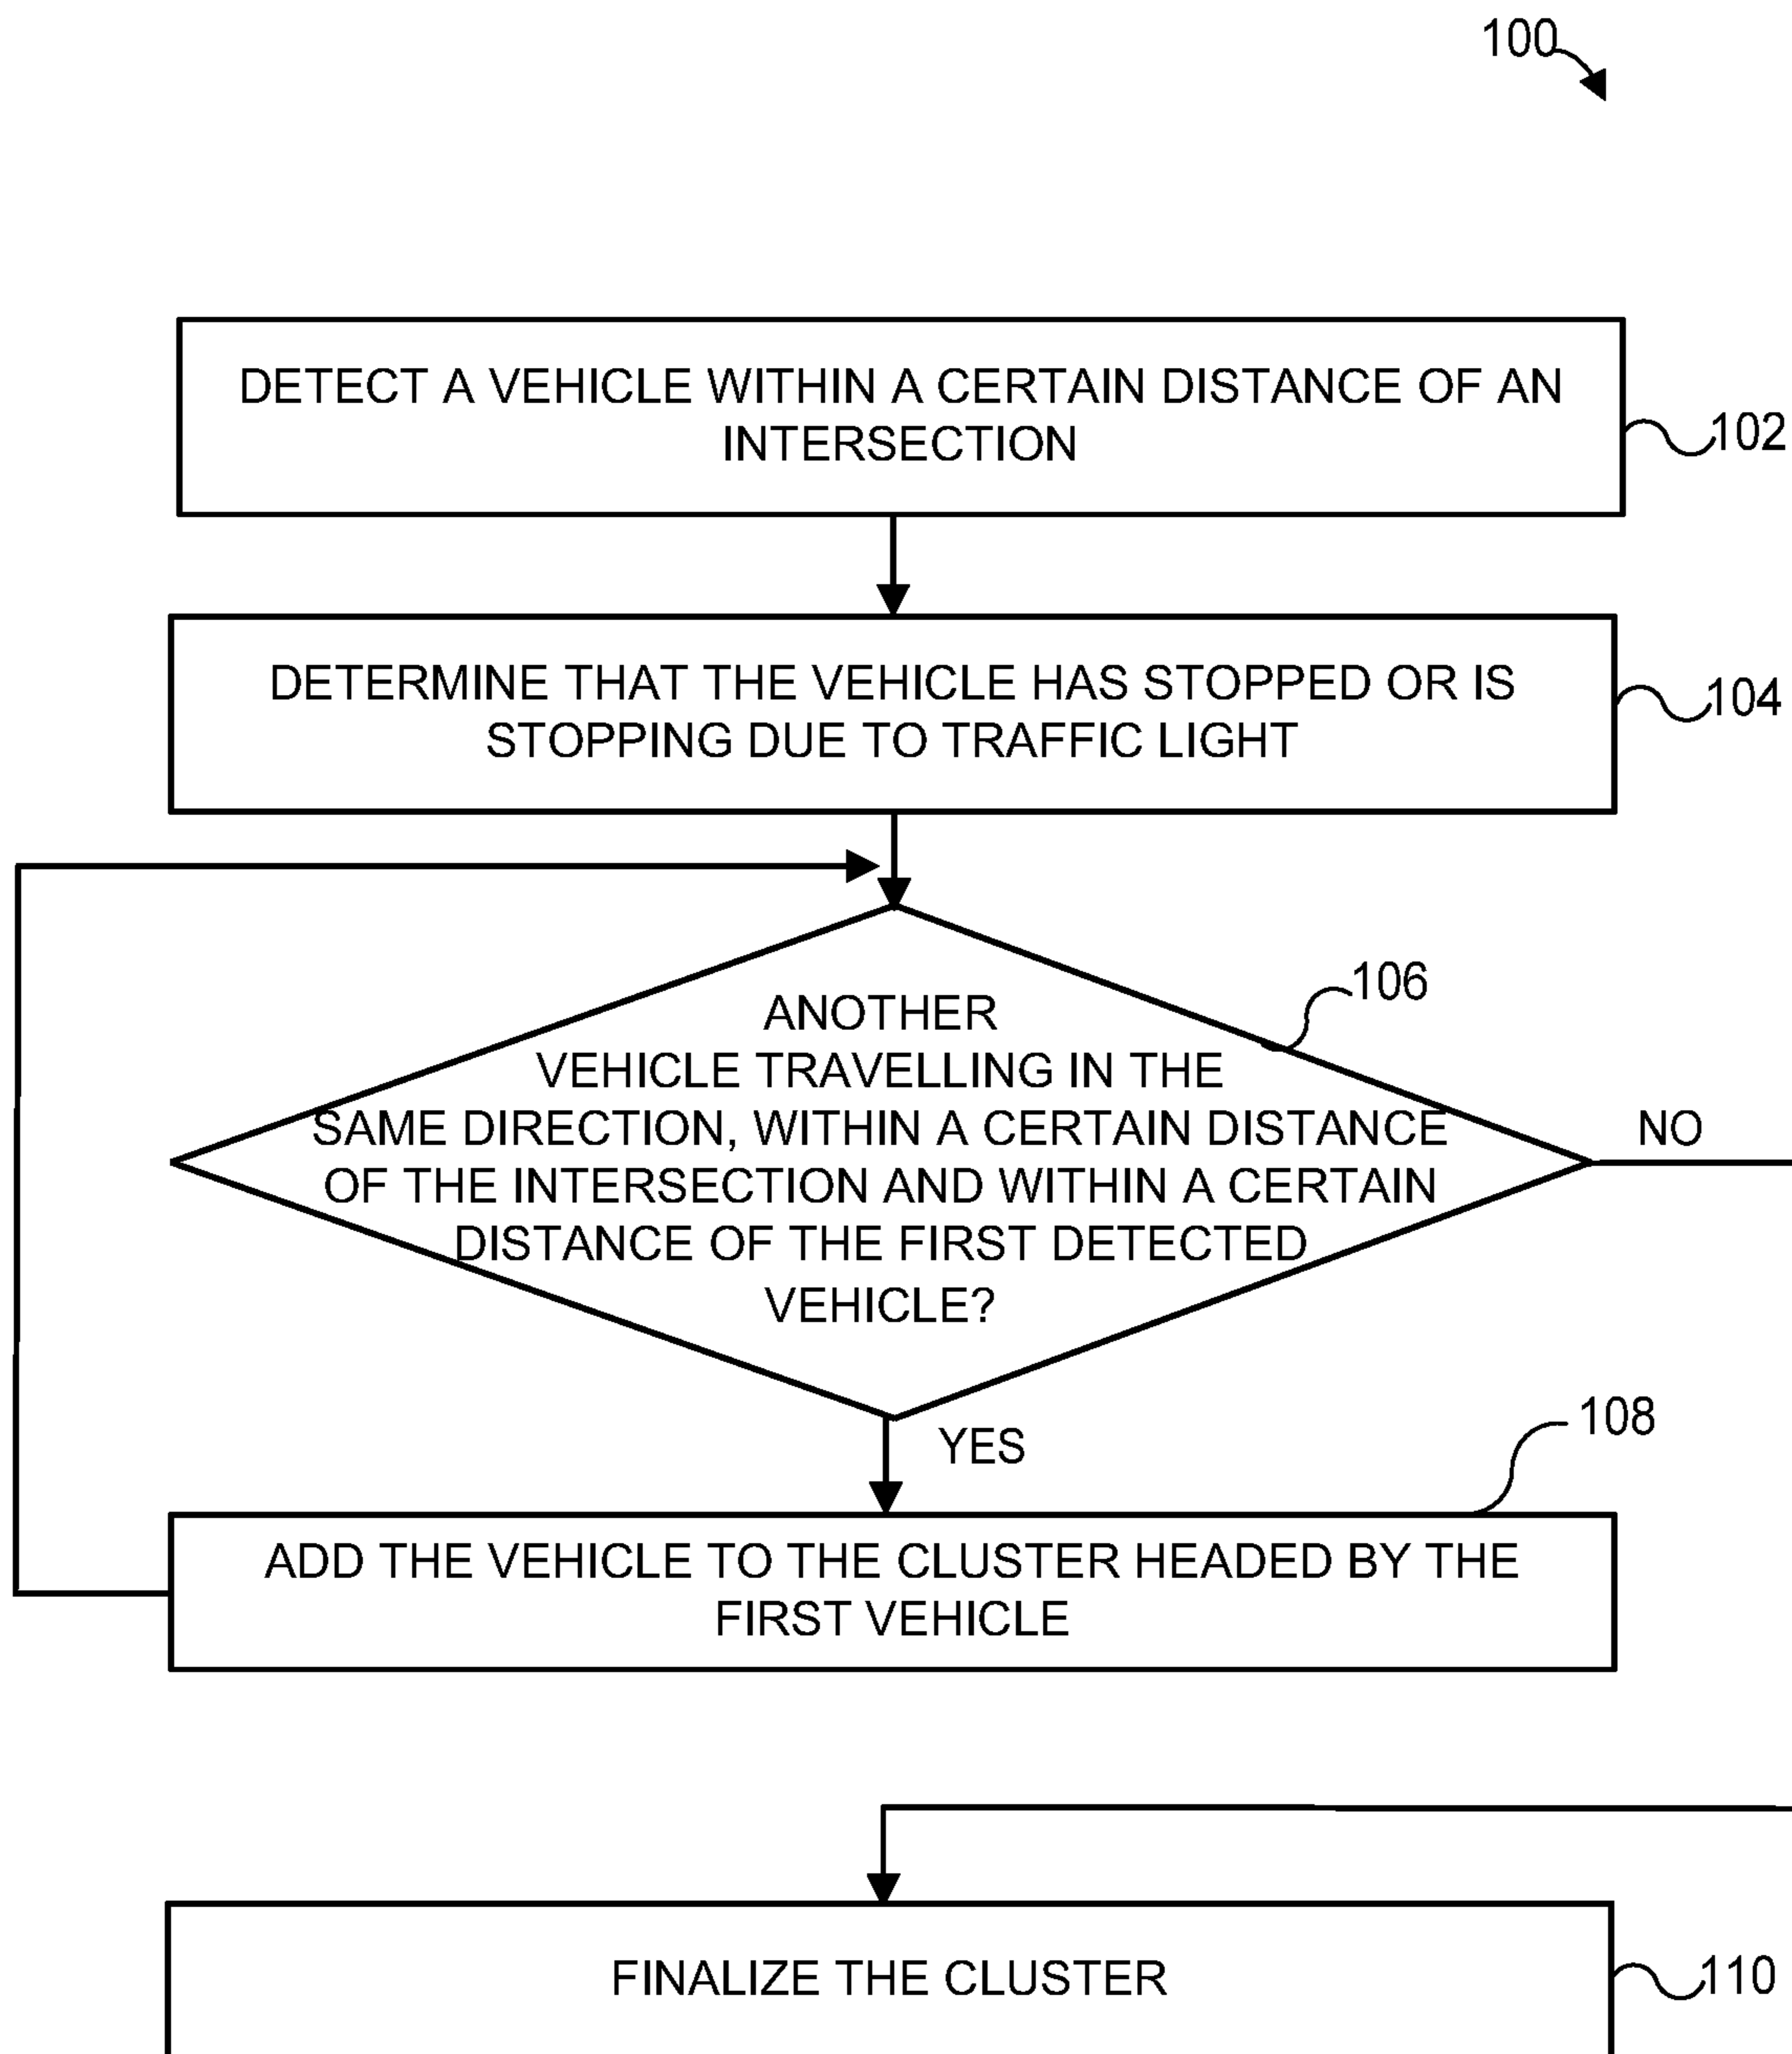 100
DETECT A VEHICLE WITHIN A CERTAIN DISTANCE OF AN
INTERSECTION
102
DETERMINE THAT THE VEHICLE HAS STOPPED OR IS
STOPPING DUE TO TRAFFIC LIGHT
104
106
ANOTHER
VEHICLE TRAVELLING IN THE
SAME DIRECTION, WITHIN A CERTAIN DISTANCE
OF THE INTERSECTION AND WITHIN A CERTAIN
DISTANCE OF THE FIRST DETECTED
VEHICLE?
NO
YES
108
ADD THE VEHICLE TO THE CLUSTER HEADED BY THE
FIRST VEHICLE
FINALIZE THE CLUSTER
110